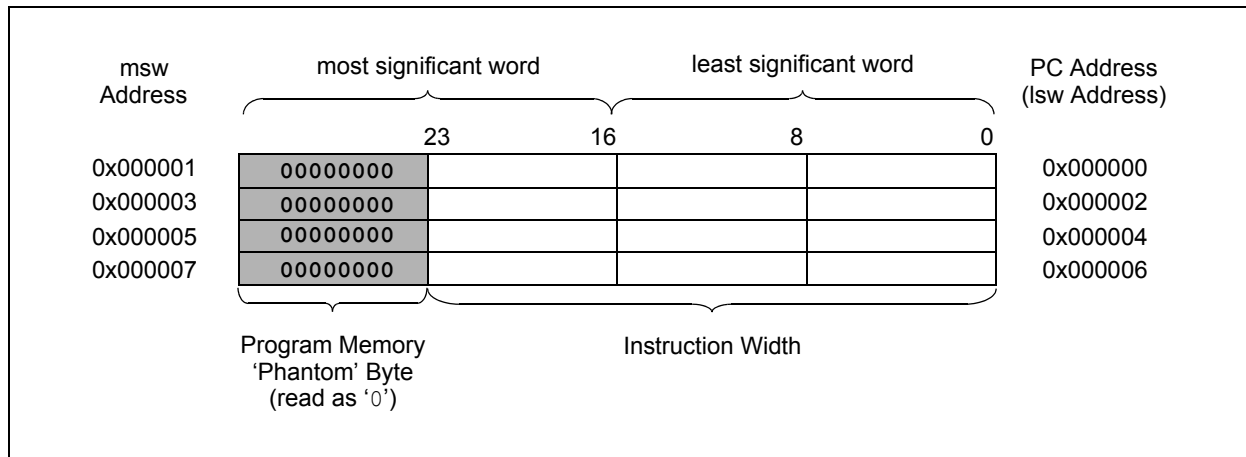 msw
Address
most significant word
least significant word
PC Address
(lsw Address)
23 16 8 0
0x000001 00000000 0x000000
0x000003 00000000 0x000002
0x000005 00000000 0x000004
0x000007 00000000 0x000006
Program Memory
‘Phantom’ Byte
(read as ‘0’)
Instruction Width